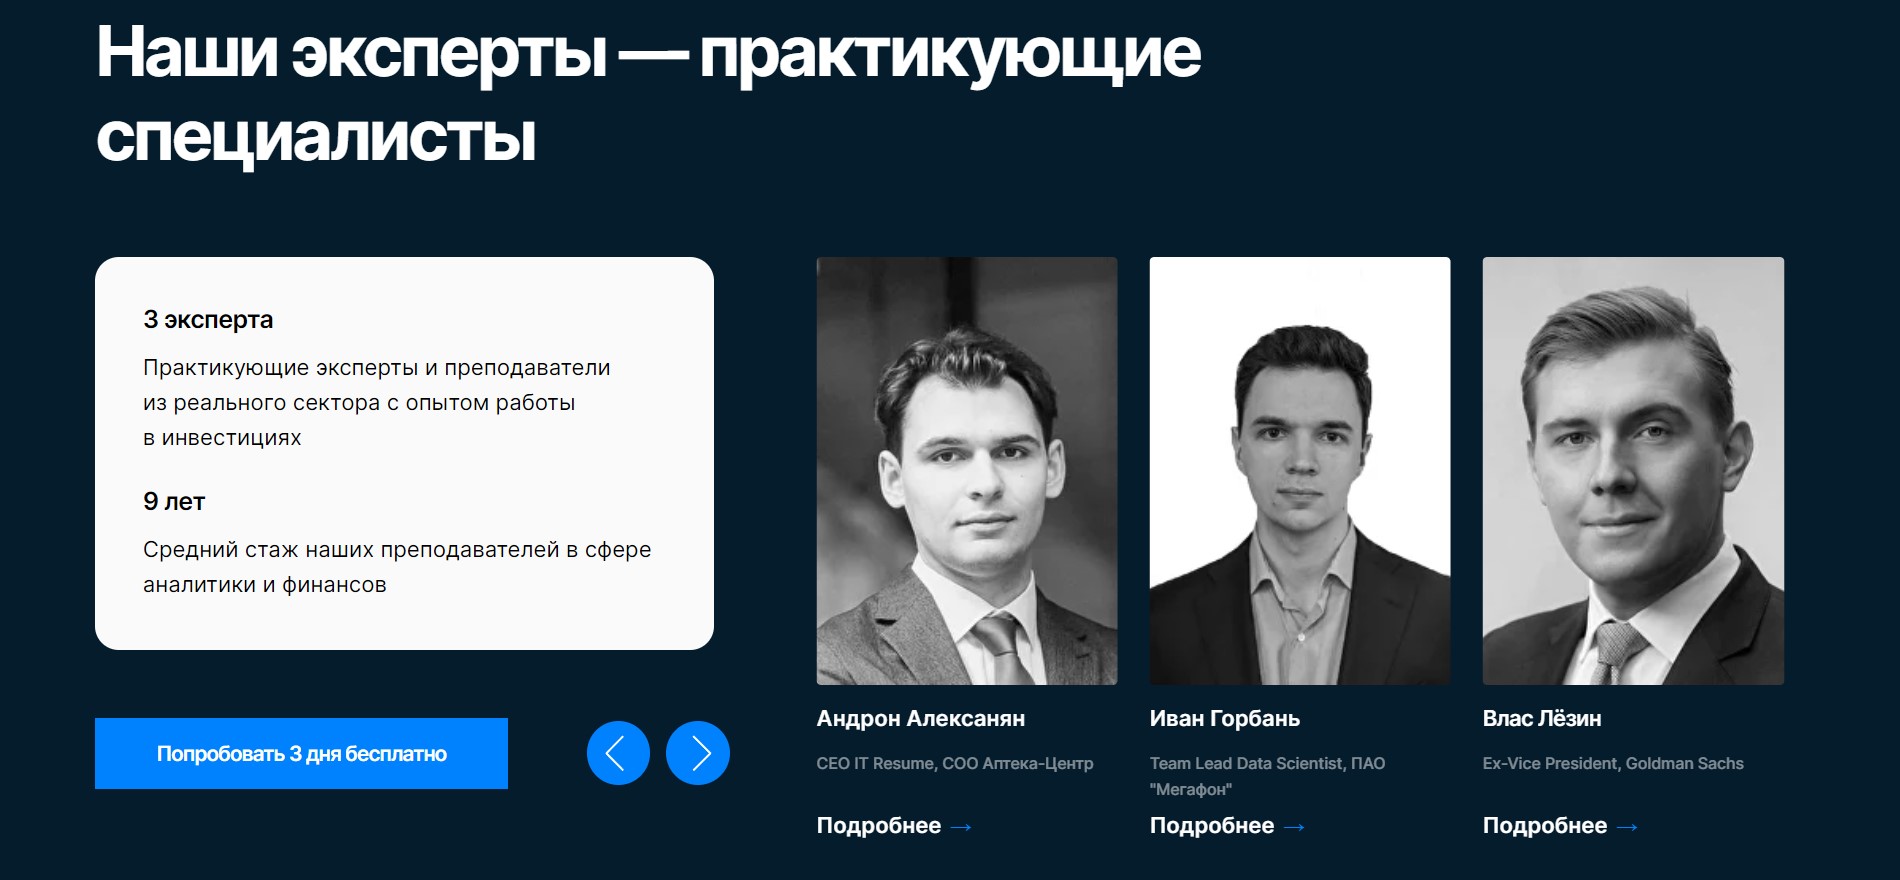 Наши эксперты — практикующие
специалисты
3 эксперта
Практикующие эксперты и преподаватели
из реального сектора с опытом работы
в инвестициях
9 лет
Средний стаж наших преподавателей в сфере
аналитики и финансов
Попробовать 3 дня бесплатно
Андрон Алексанян
CEO IT Resume, COO Аптека-Центр
Подробнее →
Иван Горбань
Team Lead Data Scientist, ПАО
"Мегафон"
Подробнее →
Влас Лёзин
Ex-Vice President, Goldman Sachs
Подробнее →